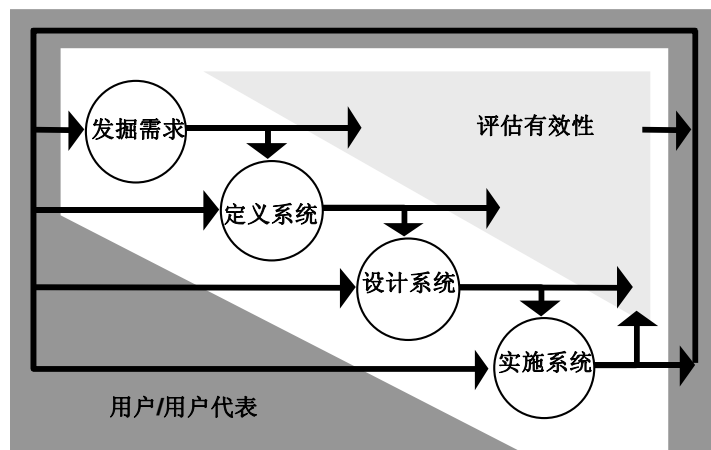 发掘需求
评估有效性
定义系统
设计系统
实施系统
用户/用户代表